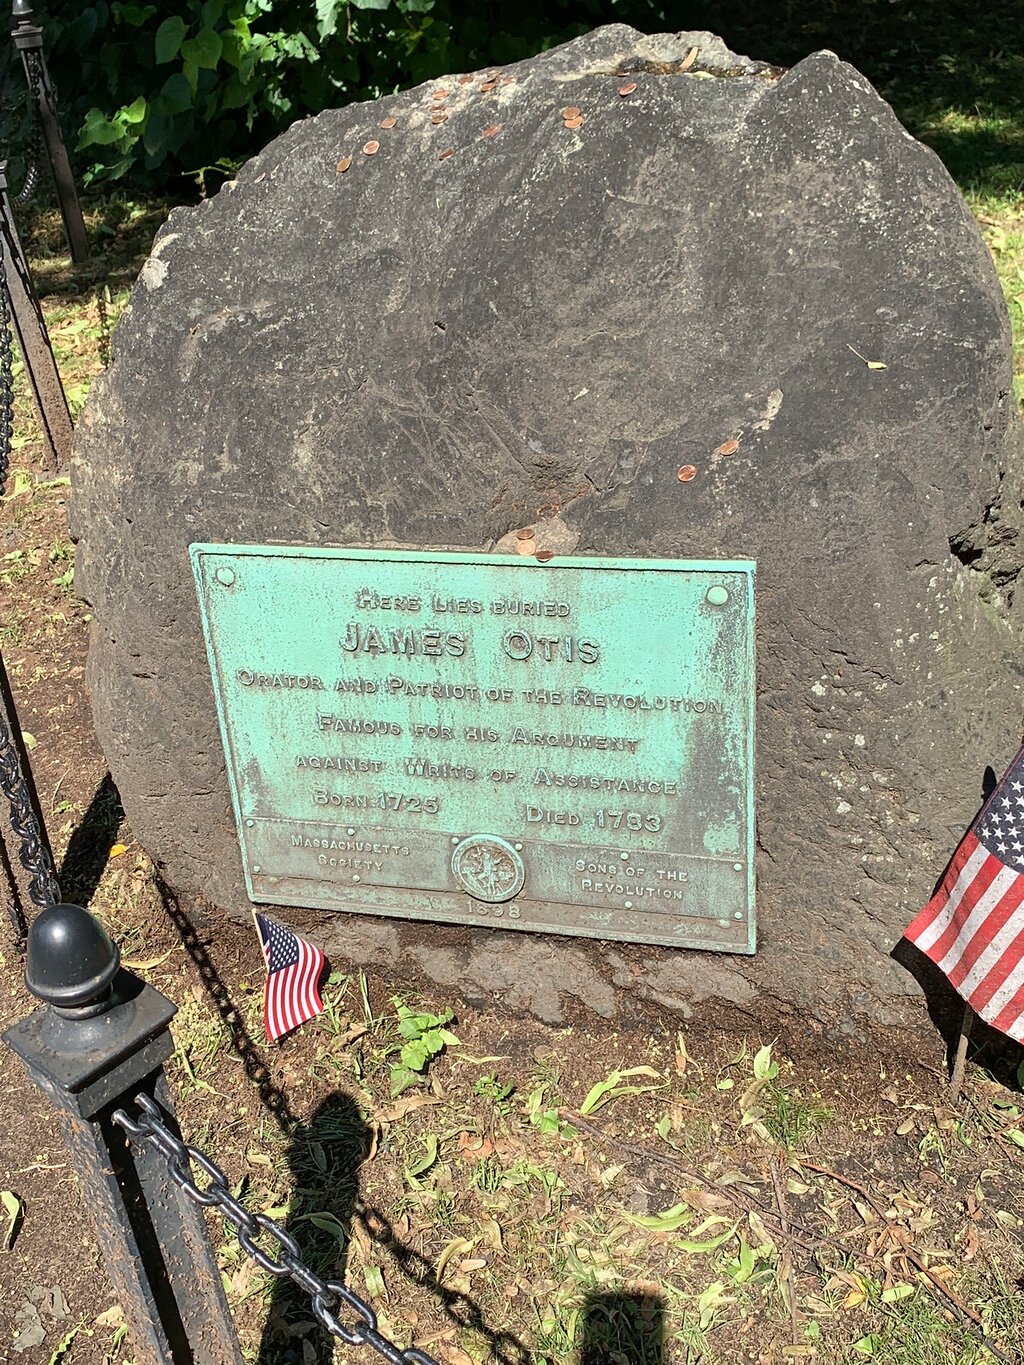 HERE LIES BURIED
JAMES OTIS
ORATOR AND PATRIOT OF THE REVOLUTION
FAMOUS FOR HIS ARGUMENT
AGAINST WRITS OF ASSISTANCE
BORN 1725 DIED 1783
MASSACHUSETTS
SOCIETY
SONS OF THE
REVOLUTION
1898